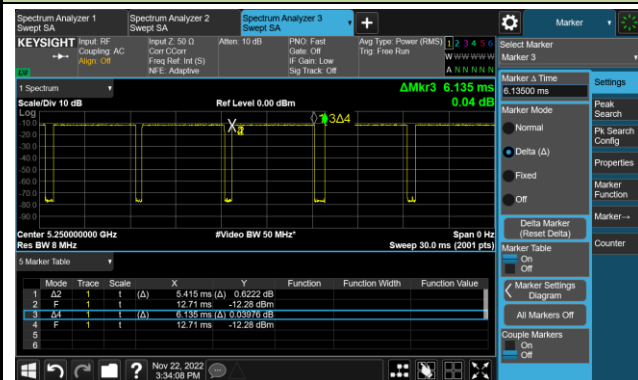 Spectrum Analyzer 1
Swept SA
Spectrum Analyzer 2
Swept SA
Spectrum Analyzer 3
Swept SA
Marker
KEYSIGHT
Input: RF
Coupling: AC
Align: Off
Input Z: 50 Ω
Corr CCorr
Freq Ref: Int (S)
NFE: Adaptive
Atten: 10 dB
PNO: Fast
Gate: Off
IF Gain: Low
Sig Track: Off
Avg Type: Power (RMS)
Trig: Free Run
1 2 3 4 5 6
W W W W W W
A N N N N N
LW
Select Marker
Marker 3
1 Spectrum
Scale/Div 10 dB
Log
Ref Level 0.00 dBm
ΔMkr3 6.135 ms
0.04 dB
-10.0
-20.0
-30.0
-40.0
-50.0
-60.0
-70.0
-80.0
-90.0
3Δ4
Center 5.250000000 GHz
Res BW 8 MHz
#Video BW 50 MHz*
Span 0 Hz
Sweep 30.0 ms (2001 pts)
5 Marker Table
Mode Trace Scale X Y Function Function Width Function Value
1 Δ2 1 t (Δ) 5.415 ms (Δ) 0.6222 dB
2 F 1 t 12.71 ms -12.28 dBm
3 Δ4 1 t (Δ) 6.135 ms (Δ) 0.03976 dB
4 F 1 t 12.71 ms -12.28 dBm
5
6
Marker Δ Time
6.13500 ms
Marker Mode
Normal
Delta (Δ)
Fixed
Off
Delta Marker
(Reset Delta)
Marker Table
On
Off
Marker Settings
Diagram
All Markers Off
Couple Markers
On
Off
Settings
Peak
Search
Pk Search
Config
Properties
Marker
Function
Marker→
Counter
Nov 22, 2022
3:34:08 PM